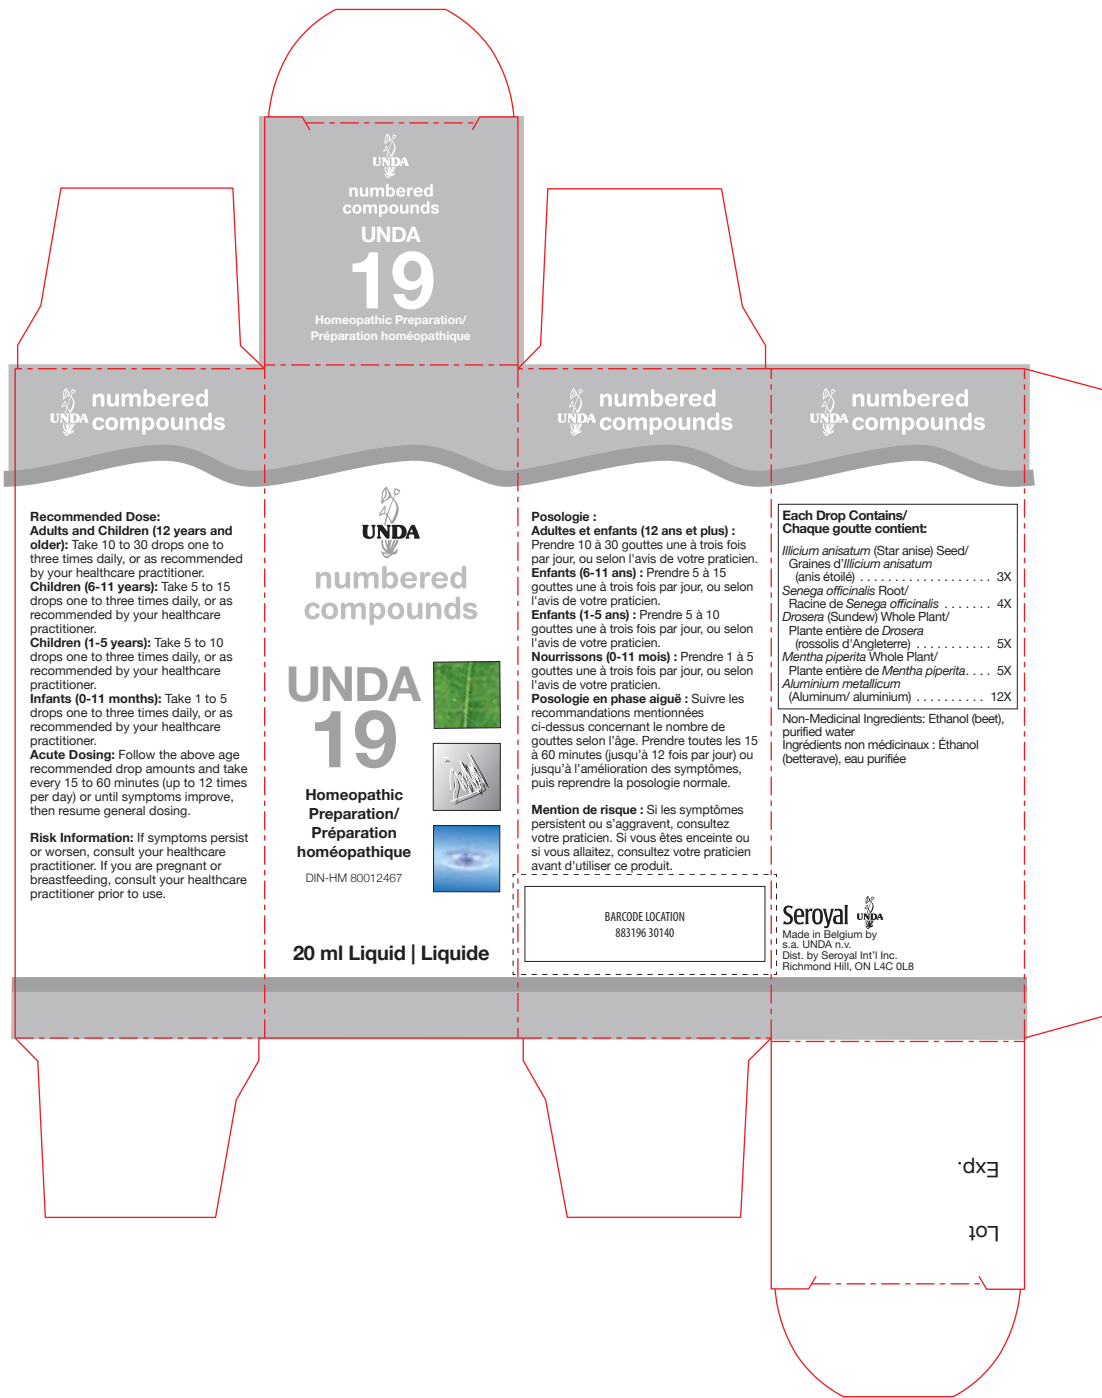 UNDA
numbered
compounds
UNDA
19
Homeopathic Preparation/
Préparation homéopathique
UNDA
numbered
compounds
Recommended Dose:
Adults and Children (12 years and
older): Take 10 to 30 drops one to
three times daily, or as recommended
by your healthcare practitioner.
Children (6-11 years): Take 5 to 15
drops one to three times daily, or as
recommended by your healthcare
practitioner.
Children (1-5 years): Take 5 to 10
drops one to three times daily, or as
recommended by your healthcare
practitioner.
Infants (0-11 months): Take 1 to 5
drops one to three times daily, or as
recommended by your healthcare
practitioner.
Acute Dosing: Follow the above age
recommended drop amounts and take
every 15 to 60 minutes (up to 12 times
per day) or until symptoms improve,
then resume general dosing.
Risk Information: If symptoms persist
or worsen, consult your healthcare
practitioner. If you are pregnant or
breastfeeding, consult your healthcare
practitioner prior to use.
UNDA
numbered
compounds
UNDA
19
Homeopathic
Preparation/
Préparation
homéopathique
DIN-HM 80012467
20 ml Liquid | Liquide
UNDA
numbered
compounds
Posologie :
Adultes et enfants (12 ans et plus) :
Prendre 10 à 30 gouttes une à trois fois
par jour, ou selon l'avis de votre praticien.
Enfants (6-11 ans) : Prendre 5 à 15
gouttes une à trois fois par jour, ou selon
l'avis de votre praticien.
Enfants (1-5 ans) : Prendre 5 à 10
gouttes une à trois fois par jour, ou selon
l'avis de votre praticien.
Nourrissons (0-11 mois) : Prendre 1 à 5
gouttes une à trois fois par jour, ou selon
l'avis de votre praticien.
Posologie en phase aiguë : Suivre les
recommandations mentionnées
ci-dessus concernant le nombre de
gouttes selon l'âge. Prendre toutes les 15
à 60 minutes (jusqu'à 12 fois par jour) ou
jusqu'à l'amélioration des symptômes,
puis reprendre la posologie normale.
Mention de risque : Si les symptômes
persistent ou s'aggravent, consultez
votre praticien. Si vous êtes enceinte ou
si vous allaitez, consultez votre praticien
avant d'utiliser ce produit.
BARCODE LOCATION
883196 30140
UNDA
numbered
compounds
Each Drop Contains/
Chaque goutte contient:
Illicium anisatum (Star anise) Seed/
Graines d'Illicium anisatum
(anis étoilé) . . . . . . . . . . . . . . . . . . . 3X
Senega officinalis Root/
Racine de Senega officinalis . . . . . . . 4X
Drosera (Sundew) Whole Plant/
Plante entière de Drosera
(rossolis d'Angleterre) . . . . . . . . . . . 5X
Mentha piperita Whole Plant/
Plante entière de Mentha piperita. . . . 5X
Aluminium metallicum
(Aluminum/ aluminium) . . . . . . . . . . 12X
Non-Medicinal Ingredients: Ethanol (beet),
purified water
Ingrédients non médicinaux : Éthanol
(betterave), eau purifiée
Seroyal UNDA
Made in Belgium by
s.a. UNDA n.v.
Dist. by Seroyal Int'l Inc.
Richmond Hill, ON L4C 0L8
Lot
Exp.